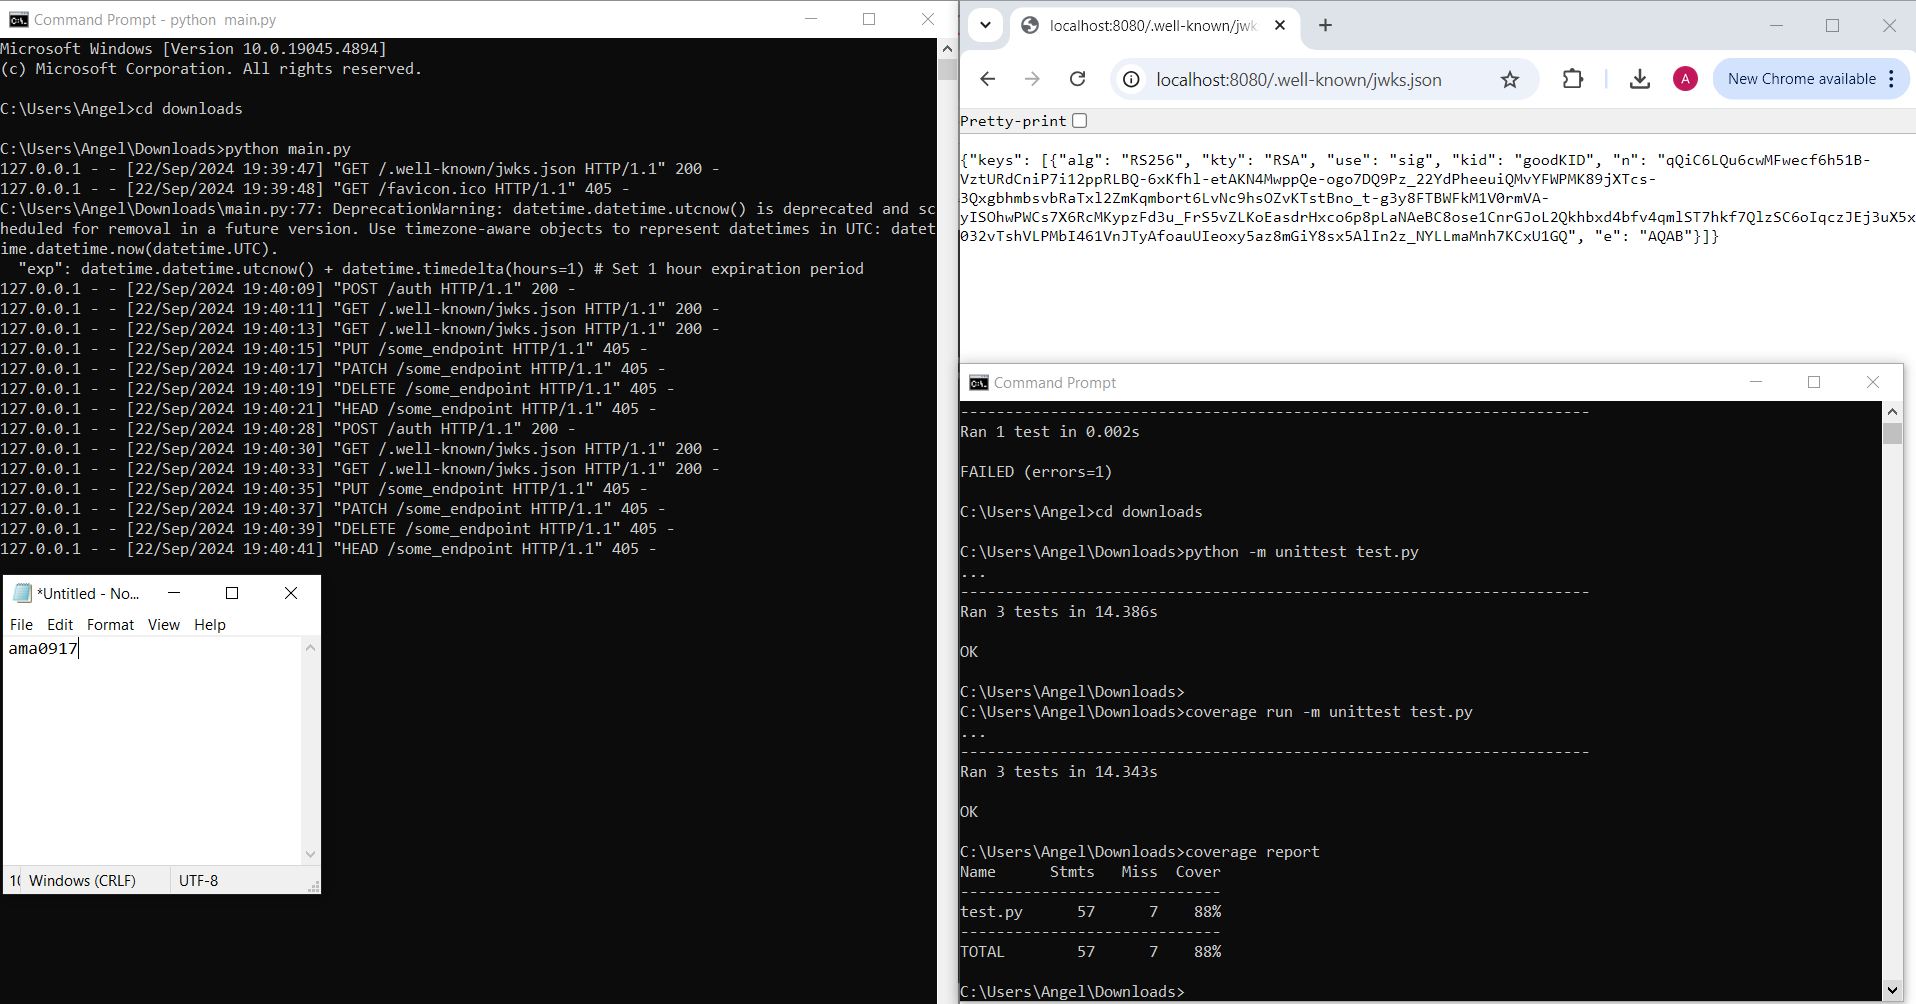 Command Prompt - python  main.py
Microsoft Windows [Version 10.0.19045.4894]
(c) Microsoft Corporation. All rights reserved.
C:\Users\Angel>cd downloads
C:\Users\Angel\Downloads>python main.py
127.0.0.1 - - [22/Sep/2024 19:39:47] "GET /.well-known/jwks.json HTTP/1.1" 200 -
127.0.0.1 - - [22/Sep/2024 19:39:48] "GET /favicon.ico HTTP/1.1" 405 -
C:\Users\Angel\Downloads\main.py:77: DeprecationWarning: datetime.datetime.utcnow() is deprecated and sc
heduled for removal in a future version. Use timezone-aware objects to represent datetimes in UTC: datet
ime.datetime.now(datetime.UTC).
"exp": datetime.datetime.utcnow() + datetime.timedelta(hours=1) # Set 1 hour expiration period
127.0.0.1 - - [22/Sep/2024 19:40:09] "POST /auth HTTP/1.1" 200 -
127.0.0.1 - - [22/Sep/2024 19:40:11] "GET /.well-known/jwks.json HTTP/1.1" 200 -
127.0.0.1 - - [22/Sep/2024 19:40:13] "GET /.well-known/jwks.json HTTP/1.1" 200 -
127.0.0.1 - - [22/Sep/2024 19:40:15] "PUT /some_endpoint HTTP/1.1" 405 -
127.0.0.1 - - [22/Sep/2024 19:40:17] "PATCH /some_endpoint HTTP/1.1" 405 -
127.0.0.1 - - [22/Sep/2024 19:40:19] "DELETE /some_endpoint HTTP/1.1" 405 -
127.0.0.1 - - [22/Sep/2024 19:40:21] "HEAD /some_endpoint HTTP/1.1" 405 -
127.0.0.1 - - [22/Sep/2024 19:40:28] "POST /auth HTTP/1.1" 200 -
127.0.0.1 - - [22/Sep/2024 19:40:30] "GET /.well-known/jwks.json HTTP/1.1" 200 -
127.0.0.1 - - [22/Sep/2024 19:40:33] "GET /.well-known/jwks.json HTTP/1.1" 200 -
127.0.0.1 - - [22/Sep/2024 19:40:35] "PUT /some_endpoint HTTP/1.1" 405 -
127.0.0.1 - - [22/Sep/2024 19:40:37] "PATCH /some_endpoint HTTP/1.1" 405 -
127.0.0.1 - - [22/Sep/2024 19:40:39] "DELETE /some_endpoint HTTP/1.1" 405 -
127.0.0.1 - - [22/Sep/2024 19:40:41] "HEAD /some_endpoint HTTP/1.1" 405 -
*Untitled - No...
File Edit Format View Help
ama0917
10 Windows (CRLF) UTF-8
localhost:8080/.well-known/jwk
localhost:8080/.well-known/jwks.json A New Chrome available
Pretty-print
{"keys": [{"alg": "RS256", "kty": "RSA", "use": "sig", "kid": "goodKID", "n": "qQiC6LQu6cwMFwecf6h51B-
VztURdCniP7i12ppRLBQ-6xKfhl-etAKN4MwppQe-ogo7DQ9Pz_22YdPheeuiQMvYFWPMK89jXTcs-
3QxgbhmbsvbRaTxl2ZmKqmbort6LvNc9hsOZvKTstBno_t-g3y8FTBWFkM1V0rmVA-
yISOhwPWCs7X6RcMKypzFd3u_FrS5vZLKoEasdrHxco6p8pLaNAeBC8ose1CnrGJoL2Qkhbxd4bfv4qmlST7hkf7QlzSC6oIqczJEj3uX5x
032vTshVLPMbI461VnJTyAfoauUIeoxy5az8mGiY8sx5AlIn2z_NYLLmaMnh7KCxU1GQ", "e": "AQAB"}]}
Command Prompt
--------------------------------------------------------------------
Ran 1 test in 0.002s
FAILED (errors=1)
C:\Users\Angel>cd downloads
C:\Users\Angel\Downloads>python -m unittest test.py
...
----------------------------------------------------------------------
Ran 3 tests in 14.386s
OK
C:\Users\Angel\Downloads>
C:\Users\Angel\Downloads>coverage run -m unittest test.py
...
----------------------------------------------------------------------
Ran 3 tests in 14.343s
OK
C:\Users\Angel\Downloads>coverage report
Name      Stmts   Miss  Cover
-----------------------------
test.py      57      7    88%
-----------------------------
TOTAL        57      7    88%
C:\Users\Angel\Downloads>